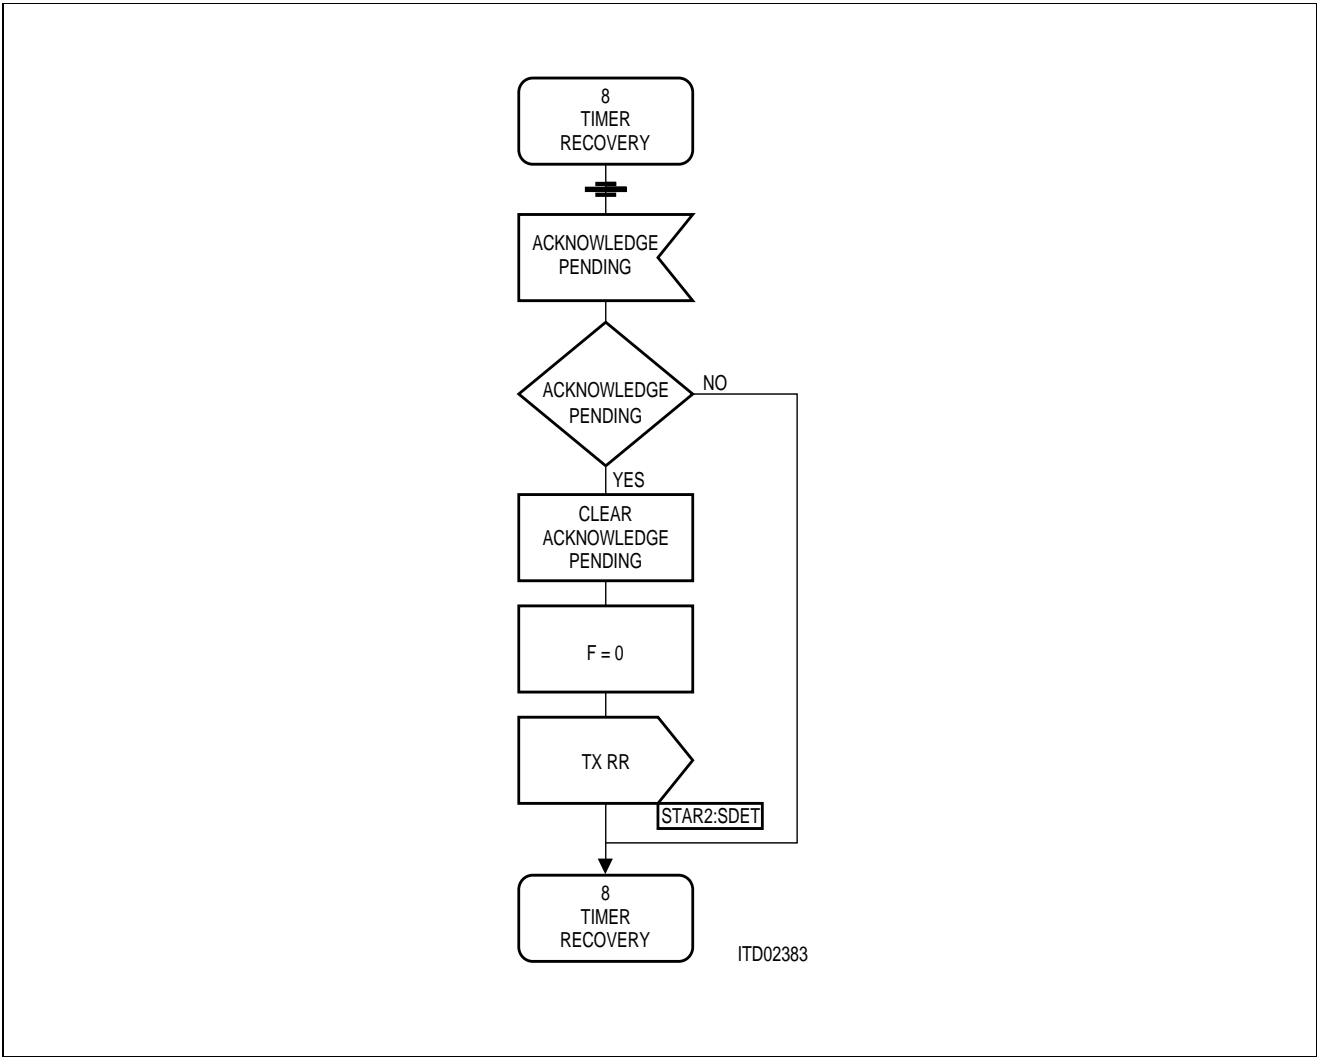 8
TIMER
RECOVERY
ACKNOWLEDGE
PENDING
ACKNOWLEDGE
PENDING
NO
YES
CLEAR
ACKNOWLEDGE
PENDING
F = 0
TX RR
STAR2:SDET
8
TIMER
RECOVERY
ITD02383